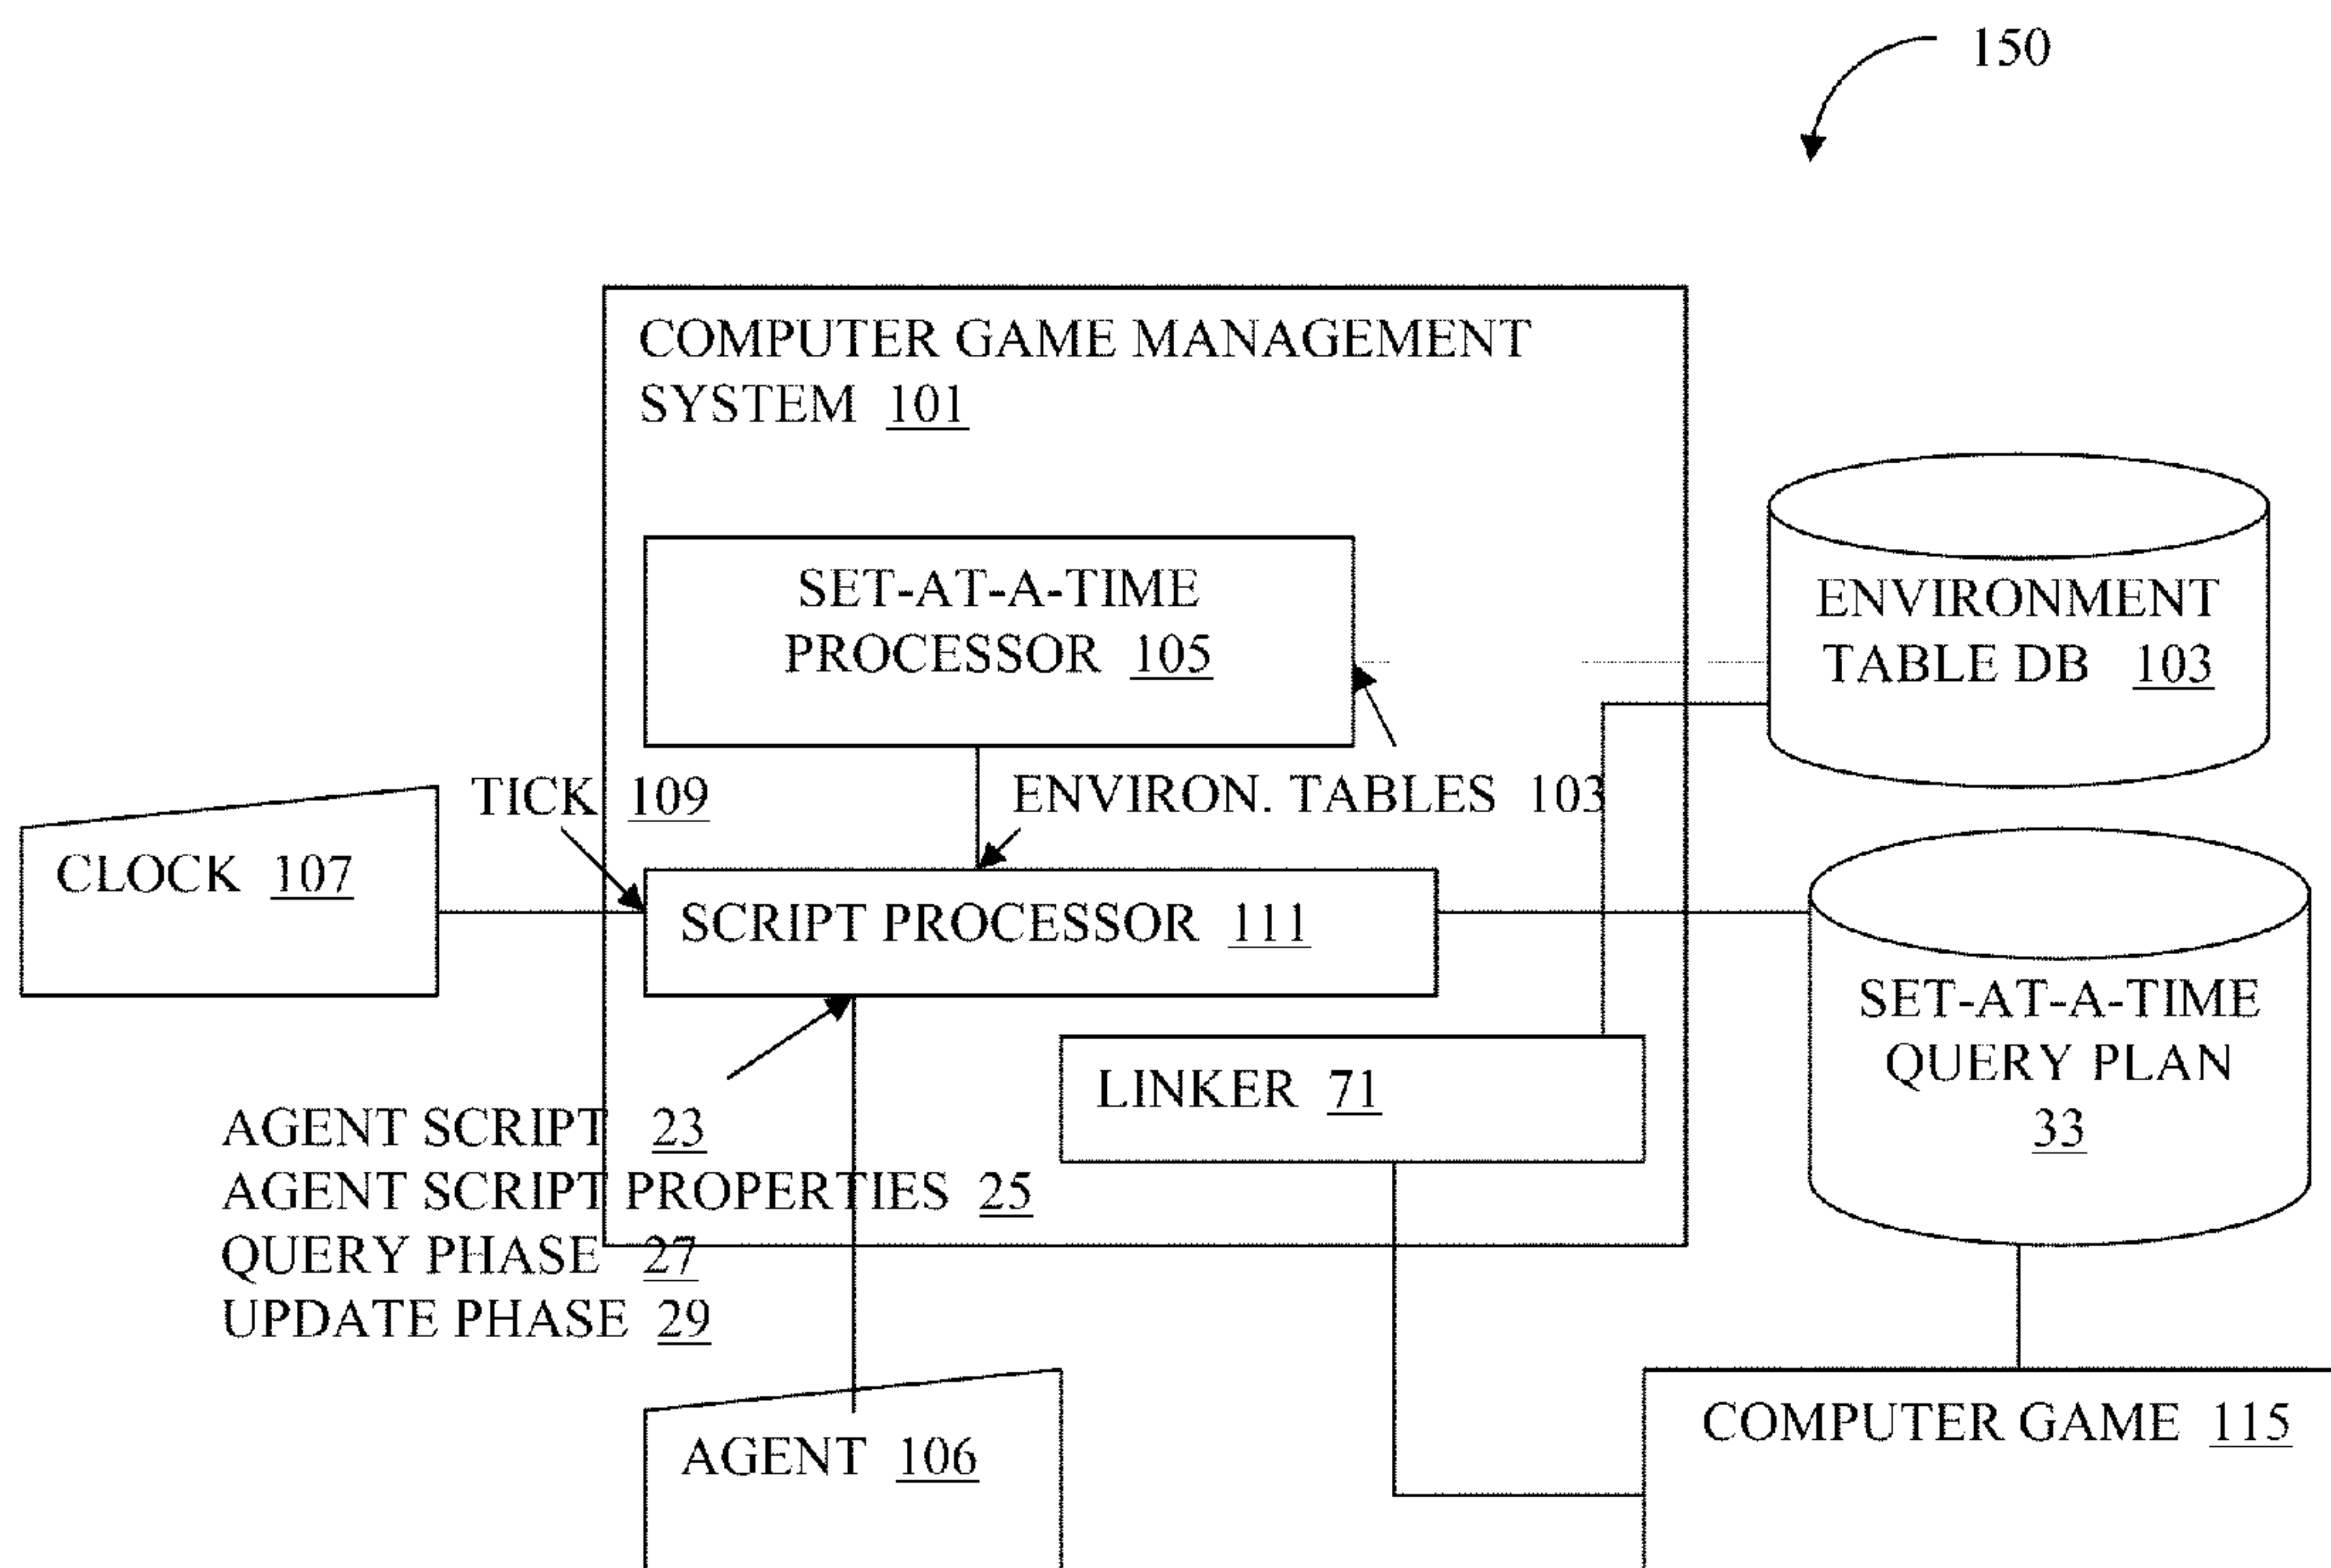 150
COMPUTER GAME MANAGEMENT
SYSTEM 101
SET-AT-A-TIME
PROCESSOR 105
ENVIRONMENT
TABLE DB 103
TICK 109
ENVIRON. TABLES 103
CLOCK 107
SCRIPT PROCESSOR 111
SET-AT-A-TIME
QUERY PLAN
33
LINKER 71
AGENT SCRIPT 23
AGENT SCRIPT PROPERTIES 25
QUERY PHASE 27
UPDATE PHASE 29
AGENT 106
COMPUTER GAME 115